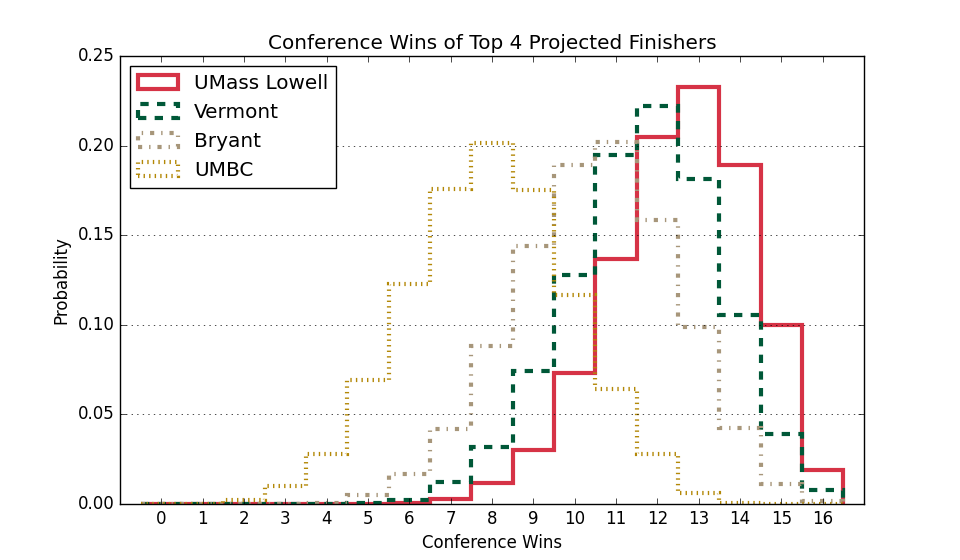 Conference Wins of Top 4 Projected Finishers
0.25
0.20
0.15
0.10
0.05
0.00
Probability
UMass Lowell
Vermont
Bryant
UMBC
0 1 2 3 4 5 6 7 8 9 10 11 12 13 14 15 16
Conference Wins